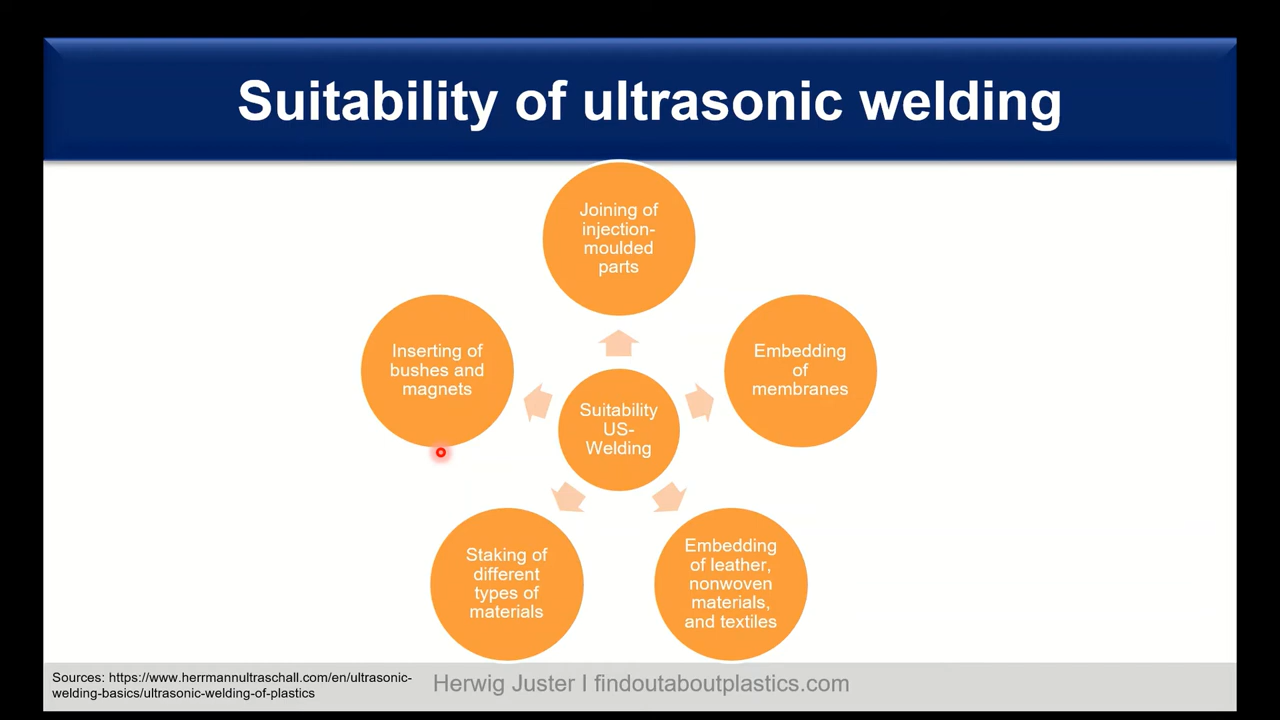 Suitability of ultrasonic welding
Joining of
injection-
moulded
parts
Embedding
of
membranes
Embedding
of leather,
nonwoven
materials,
and textiles
Staking of
different
types of
materials
Inserting of
bushes and
magnets
Suitability
US-
Welding
Sources: https://www.herrmannultraschall.com/en/ultrasonic-
welding-basics/ultrasonic-welding-of-plastics
Herwig Juster I findoutaboutplastics.com